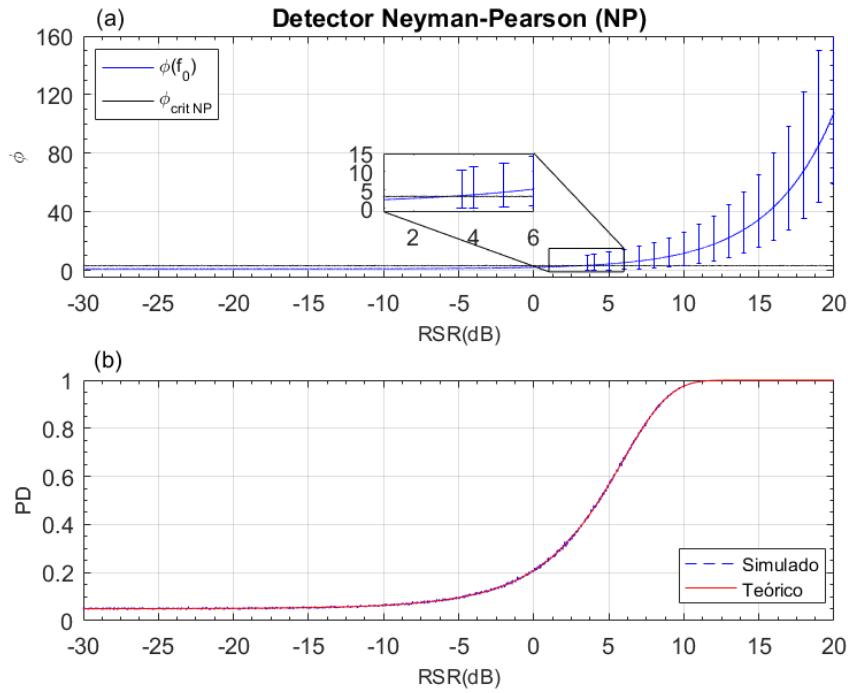 Detector Neyman-Pearson (NP)
(a)
160
120
80
40
0
ϕ
ϕ(f0)
ϕcrit NP
15
10
5
0
2 4 6
-30 -25 -20 -15 -10 -5 0 5 10 15 20
RSR(dB)
(b)
1
0.8
0.6
0.4
0.2
0
PD
Simulado
Teórico
-30 -25 -20 -15 -10 -5 0 5 10 15 20
RSR(dB)